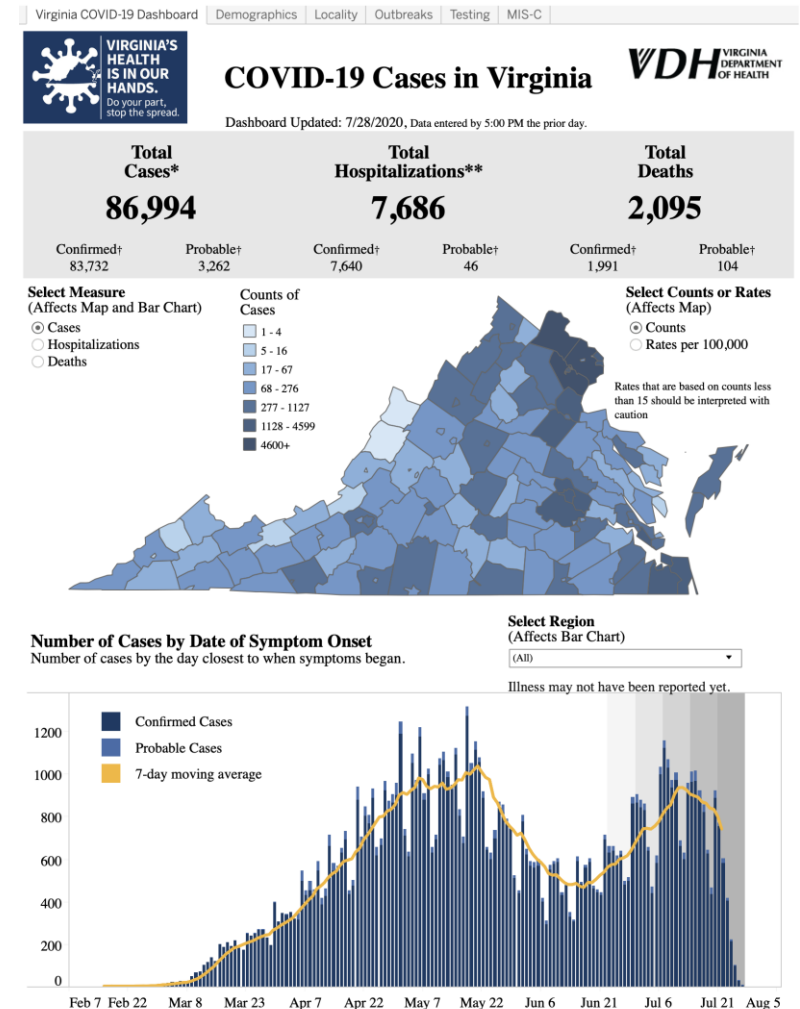 Virginia COVID-19 Dashboard Demographics Locality Outbreaks Testing MIS-C
VIRGINIA'S
HEALTH
IS IN OUR
HANDS.
Do your part,
stop the spread.
COVID-19 Cases in Virginia
VDH VIRGINIA
DEPARTMENT
OF HEALTH
Dashboard Updated: 7/28/2020, Data entered by 5:00 PM the prior day.
Total
Cases*
86,994
Confirmed† Probable†
83,732 3,262
Total
Hospitalizations**
7,686
Confirmed† Probable†
7,640 46
Total
Deaths
2,095
Confirmed† Probable†
1,991 104
Select Measure
(Affects Map and Bar Chart)
Cases
Hospitalizations
Deaths
Counts of
Cases
1 - 4
5 - 16
17 - 67
68 - 276
277 - 1127
1128 - 4599
4600+
Select Counts or Rates
(Affects Map)
Counts
Rates per 100,000
Rates that are based on counts less
than 15 should be interpreted with
caution
Number of Cases by Date of Symptom Onset
Number of cases by the day closest to when symptoms began.
Select Region
(Affects Bar Chart)
(All)
Illness may not have been reported yet.
Confirmed Cases
Probable Cases
7-day moving average
1200
1000
800
600
400
200
0
Feb 7 Feb 22 Mar 8 Mar 23 Apr 7 Apr 22 May 7 May 22 Jun 6 Jun 21 Jul 6 Jul 21 Aug 5